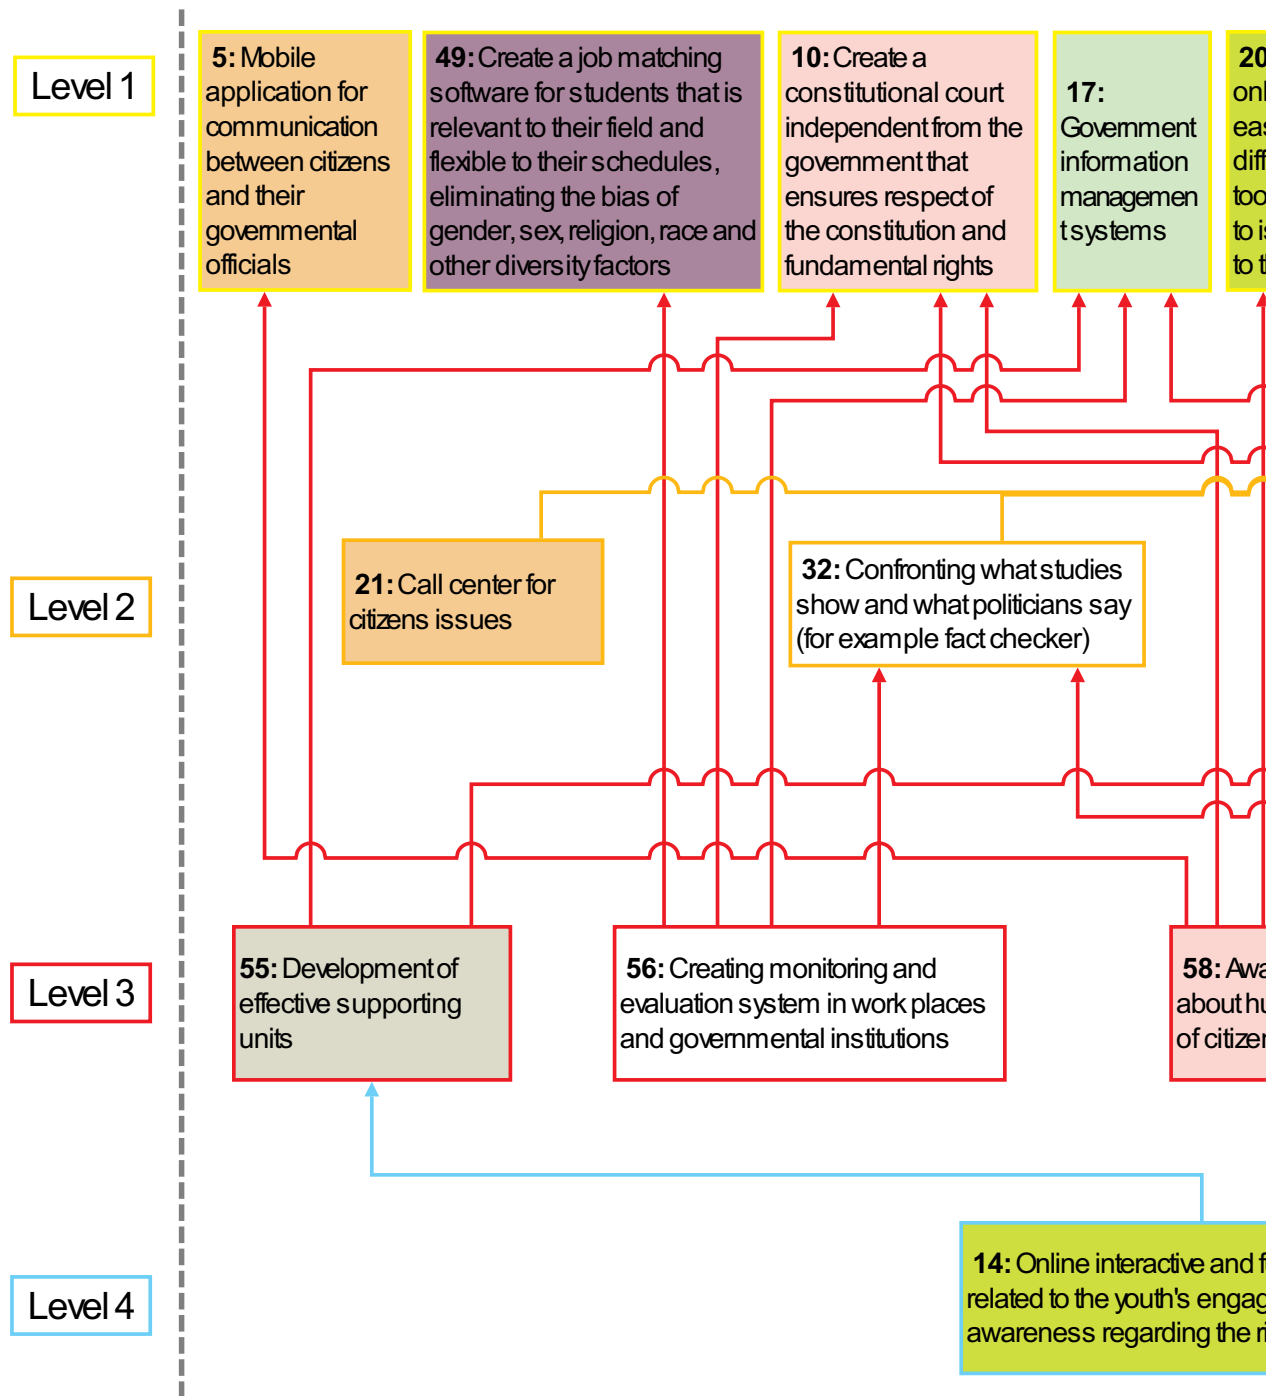 Level 1
5: Mobile
application for
communication
between citizens
and their
governmental
officials
49: Create a job matching
software for students that is
relevant to their field and
flexible to their schedules,
eliminating the bias of
gender, sex, religion, race and
other diversity factors
10: Create a
constitutional court
independent from the
government that
ensures respect of
the constitution and
fundamental rights
17:
Government
information
managemen
t systems
20
to
Level 2
21: Call center for
citizens issues
32: Confronting what studies
show and what politicians say
(for example fact checker)
Level 3
55: Development of
effective supporting
units
56: Creating monitoring and
evaluation system in work places
and governmental institutions
58:
about
of
Level 4
14: Online interactive and
related to the youth's
awareness regarding the